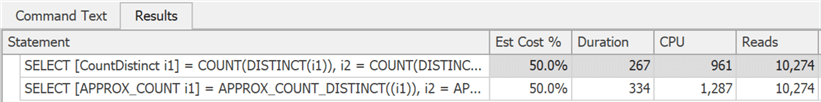 Command Text Results
Statement Est Cost % Duration CPU Reads
SELECT [CountDistinct i1] = COUNT(DISTINCT(i1)), i2 = COUNT(DISTINC... 50.0% 267 961 10,274
SELECT [APPROX_COUNT i1] = APPROX_COUNT_DISTINCT((i1)), i2 = AP... 50.0% 334 1,287 10,274